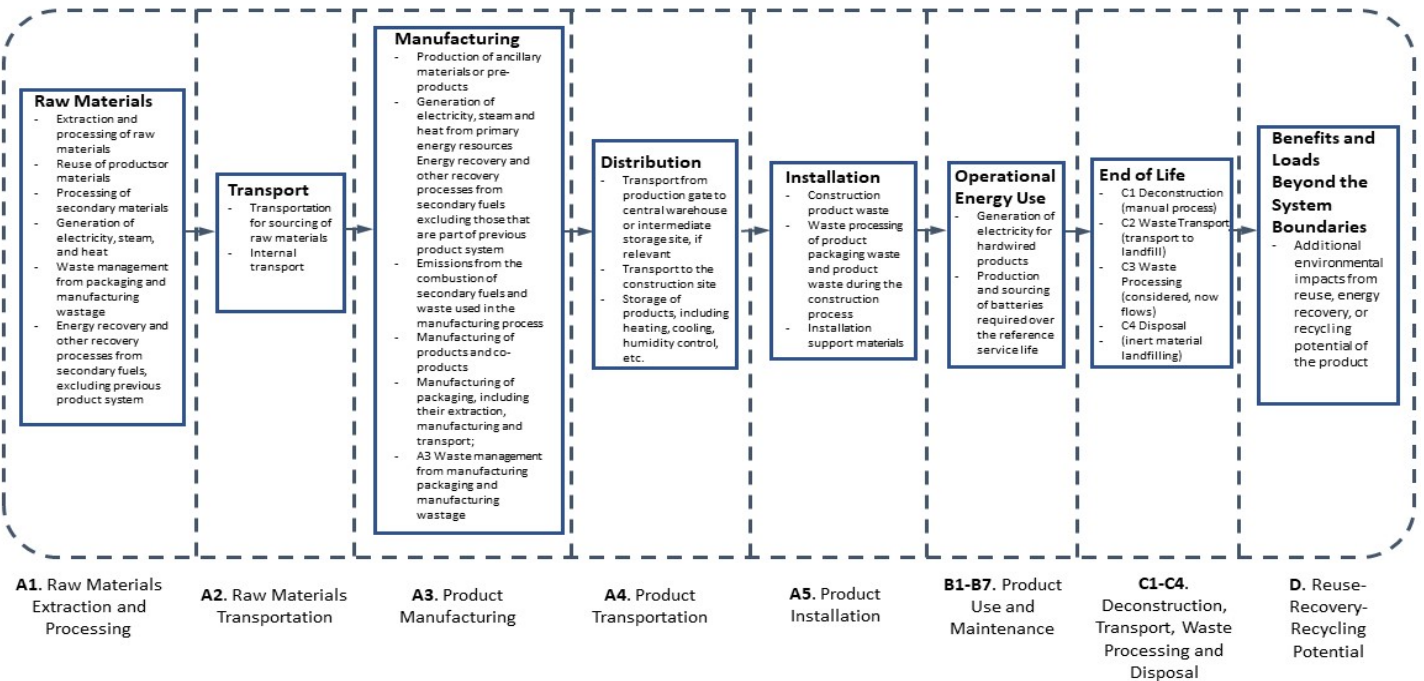 Raw Materials
- Extraction and
processing of raw
materials
- Reuse of productsor
materials
- Processing of
secondary materials
- Generation of
electricity, steam,
and heat
- Waste management
from packaging and
manufacturing
wastage
- Energy recovery and
other recovery
processes from
secondary fuels,
excluding previous
product system
Transport
- Transportation
for sourcing of
raw materials
- Internal
transport
Manufacturing
- Production of ancillary
materials or pre-
products
- Generation of
electricity, steam and
heat from primary
energy resources
Energy recovery and
other recovery
processes from
secondary fuels
excluding those that
are part of previous
product system
- Emissions from the
combustion of
secondary fuels and
waste used in the
manufacturing process
- Manufacturing of
products and co-
products
- Manufacturing of
packaging, including
their extraction,
manufacturing and
transport;
- A3 Waste management
from manufacturing
packaging and
manufacturing
wastage
Distribution
- Transport from
production gate to
central warehouse
or intermediate
storage site, if
relevant
- Transport to the
construction site
- Storage of
products, including
heating, cooling,
humidity control,
etc.
Installation
- Construction
product waste
- Waste processing
of product
packaging waste
and product
waste during the
construction
process
- Installation
support materials
Operational
Energy Use
- Generation of
electricity for
hardwired
products
- Production
and sourcing
of batteries
required over
the reference
service life
End of Life
- C1 Deconstruction
(manual process)
- C2 Waste Transport
(transport to
landfill)
- C3 Waste
Processing
(considered, now
flows)
- C4 Disposal
- (inert material
landfilling)
Benefits and
Loads
Beyond the
System
Boundaries
- Additional
environmental
impacts from
reuse, energy
recovery, or
recycling
potential of
the product
A1. Raw Materials
Extraction and
Processing
A2. Raw Materials
Transportation
A3. Product
Manufacturing
A4. Product
Transportation
A5. Product
Installation
B1-B7. Product
Use and
Maintenance
C1-C4.
Deconstruction,
Transport, Waste
Processing and
Disposal
D. Reuse-
Recovery-
Recycling
Potential